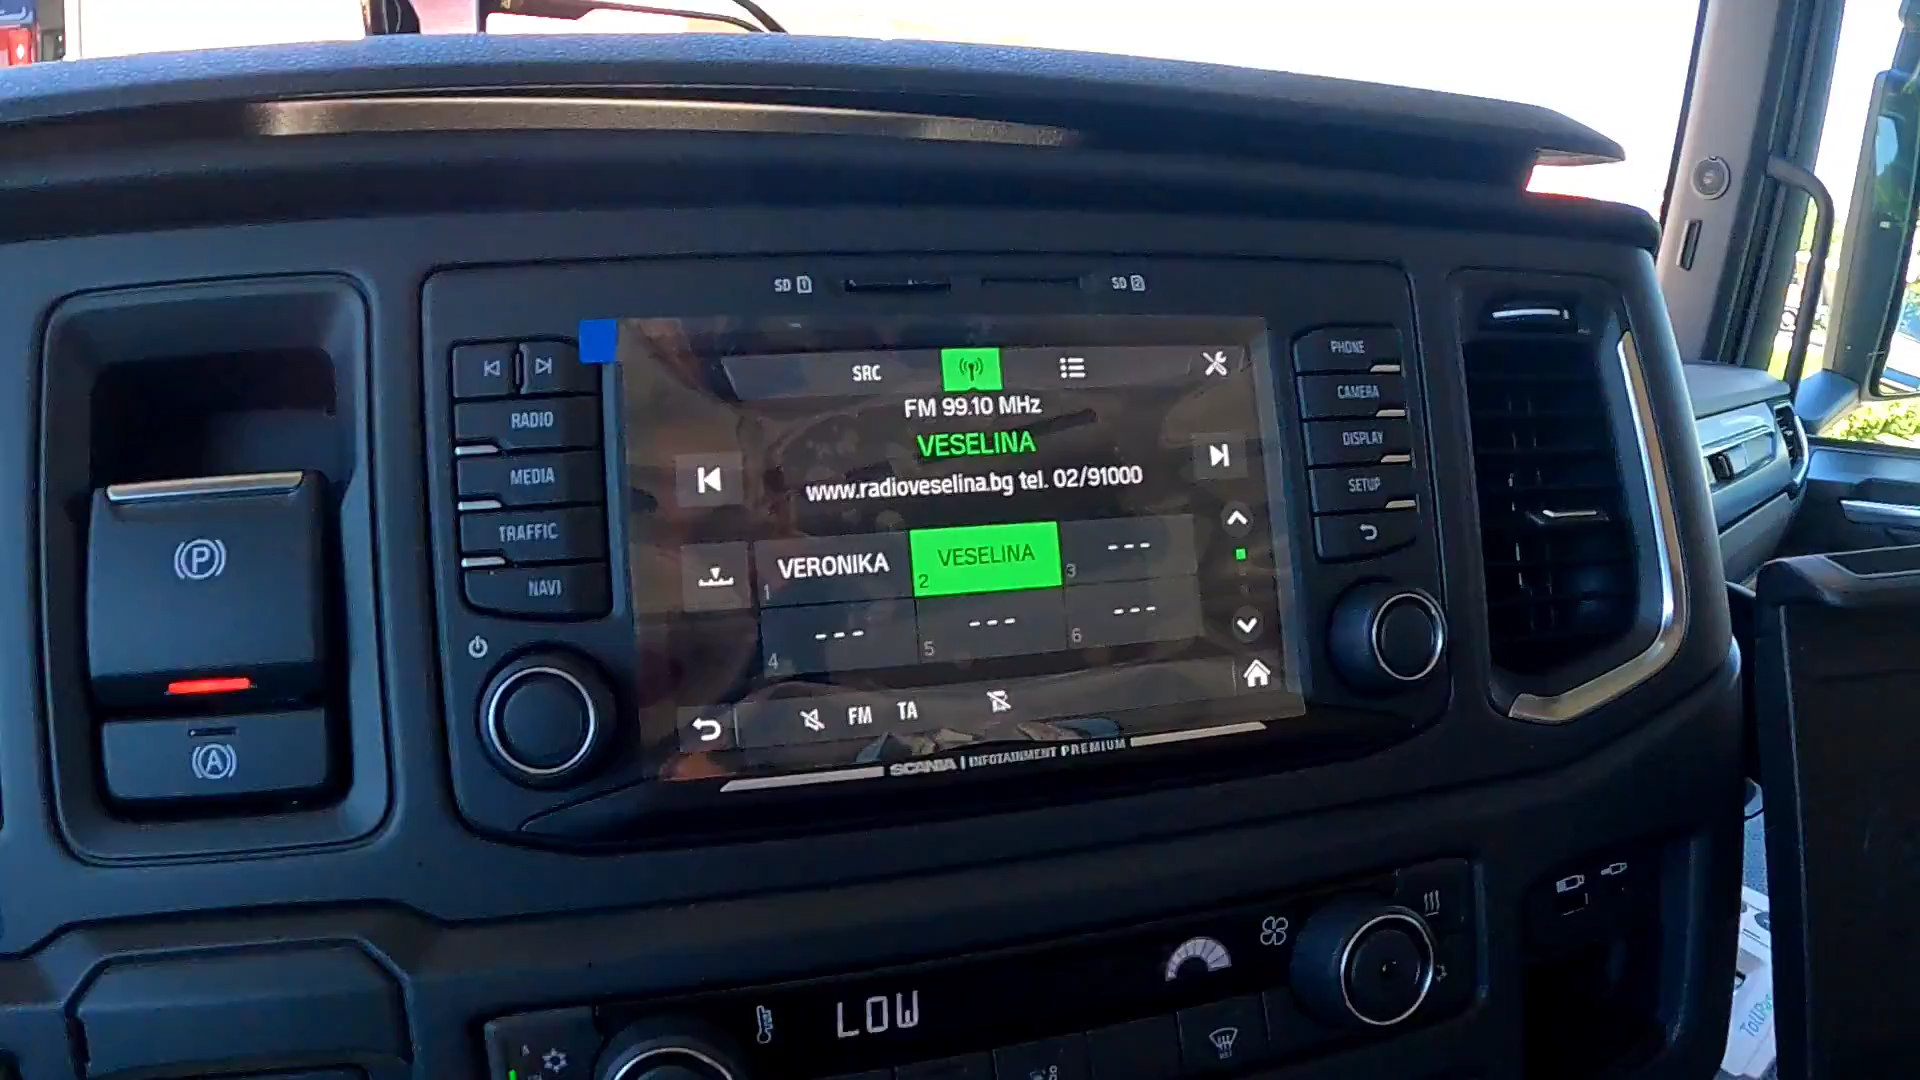 SD 1
SD 2
RADIO
MEDIA
TRAFFIC
NAVI
SRC
FM 99.10 MHz
VESELINA
www.radioveselina.bg tel. 02/91000
1 VERONIKA
2 VESELINA
3 ---
4 ---
5 ---
6 ---
FM TA
SCANIA | INFOTAINMENT PREMIUM
PHONE
CAMERA
DISPLAY
SETUP
(P)
(A)
LOW